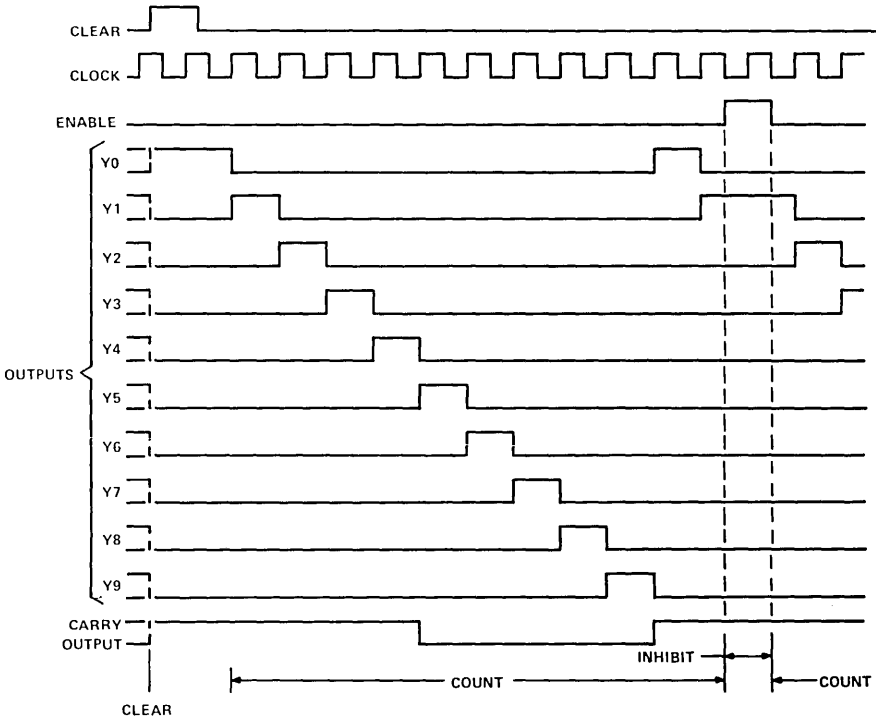 CLEAR
CLOCK
ENABLE
Y0
Y1
Y2
Y3
Y4
OUTPUTS
Y5
Y6
Y7
Y8
Y9
CARRY
OUTPUT
INHIBIT
COUNT
COUNT
CLEAR